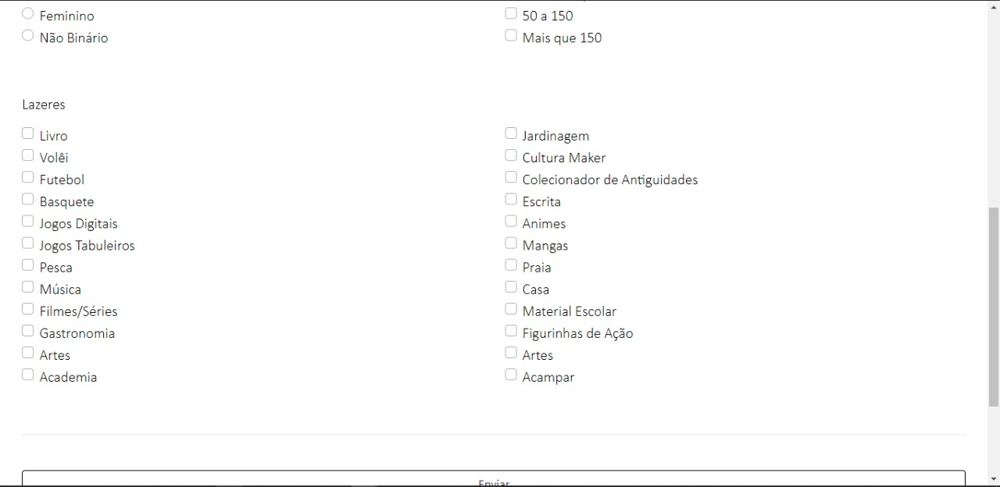 Feminino
Não Binário
50 a 150
Mais que 150
Lazeres
Livro
Volêi
Futebol
Basquete
Jogos Digitais
Jogos Tabuleiros
Pesca
Música
Filmes/Séries
Gastronomia
Artes
Academia
Jardinagem
Cultura Maker
Colecionador de Antiguidades
Escrita
Animes
Mangas
Praia
Casa
Material Escolar
Figurinhas de Ação
Artes
Acampar
Enviar